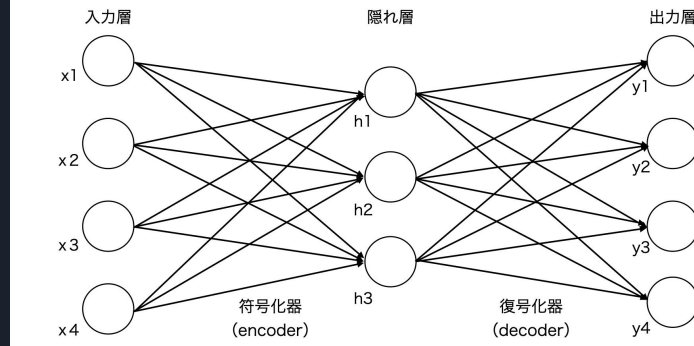 入力層
隠れ層
出力層
x1
x2
x3
x4
h1
h2
h3
y1
y2
y3
y4
符号化器
(encoder)
復号化器
(decoder)